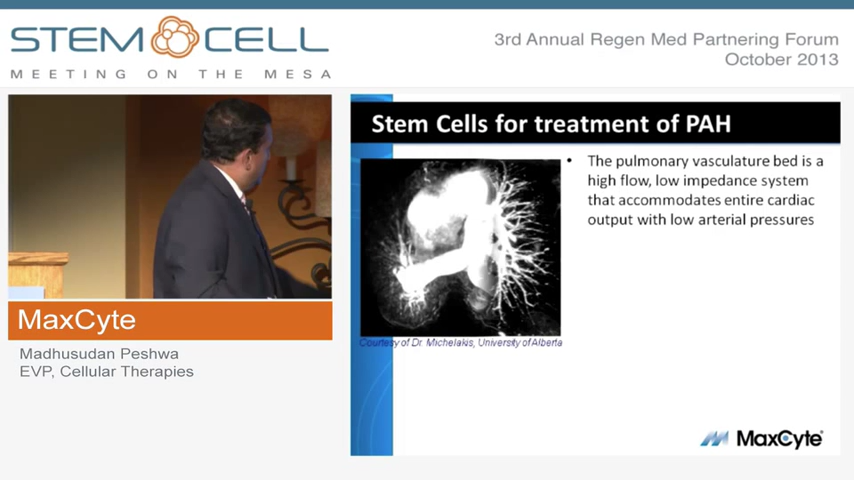 STEM CELL
MEETING ON THE MESA
3rd Annual Regen Med Partnering Forum
October 2013
Stem Cells for treatment of PAH
• The pulmonary vasculature bed is a
high flow, low impedance system
that accommodates entire cardiac
output with low arterial pressures
Courtesy of Dr. Michelakis, University of Alberta
MaxCyte
Madhusudan Peshwa
EVP, Cellular Therapies
MaxCyte®